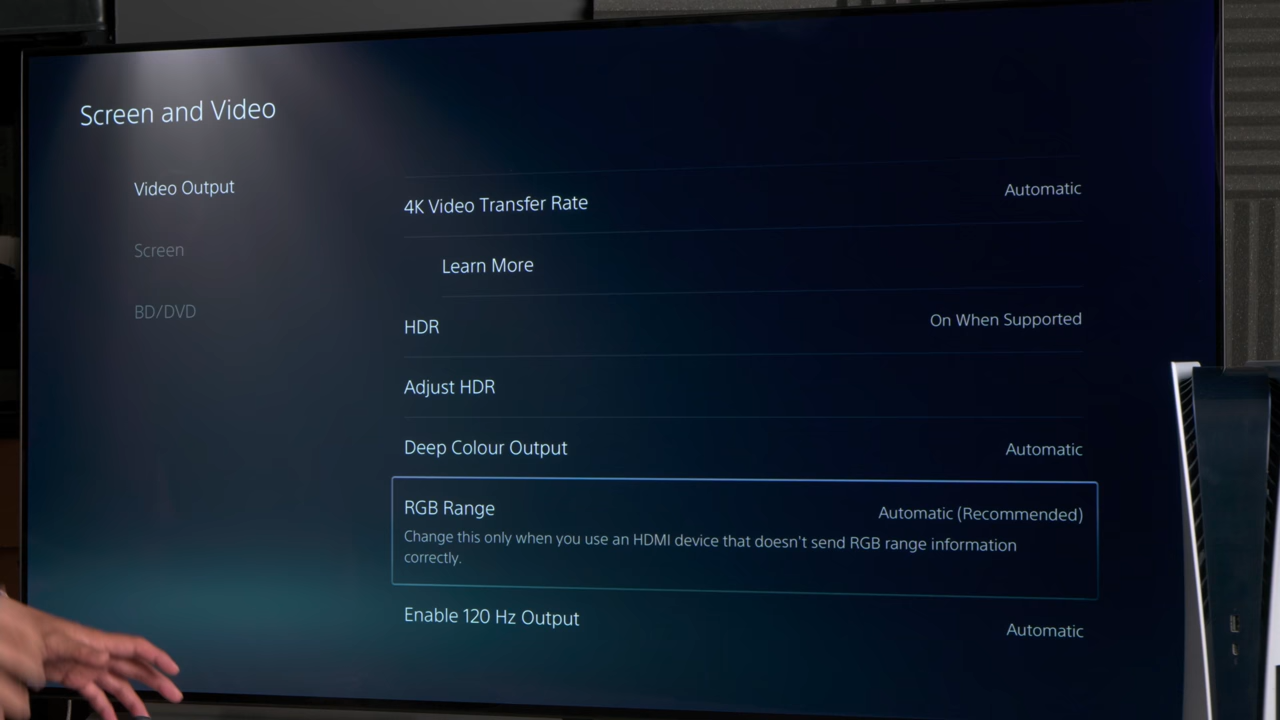 Screen and Video
Video Output
Screen
BD/DVD
4K Video Transfer Rate
Automatic
Learn More
HDR
On When Supported
Adjust HDR
Deep Colour Output
Automatic
RGB Range
Automatic (Recommended)
Change this only when you use an HDMI device that doesn't send RGB range information
correctly.
Enable 120 Hz Output
Automatic